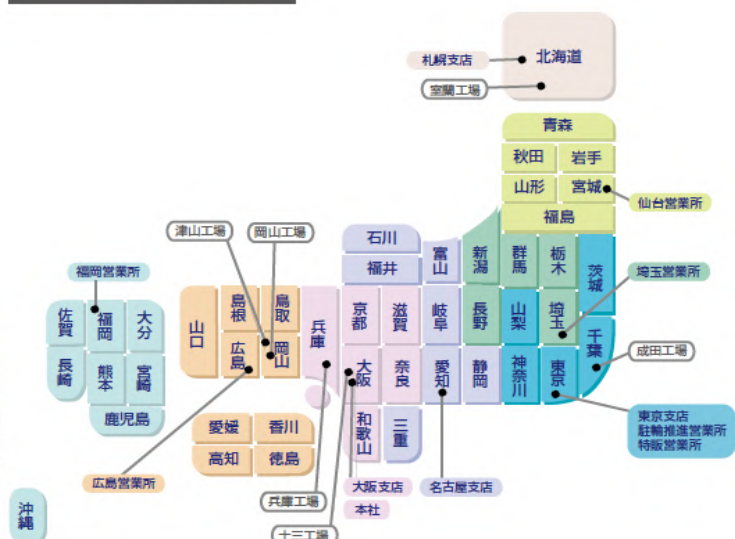 札幌支店
北海道
室蘭工場
青森
秋田
岩手
山形
宮城
仙台営業所
福島
津山工場
岡山工場
石川
福井
富山
新潟
群馬
栃木
茨城
福岡営業所
埼玉営業所
佐賀
福岡
大分
山口
島根
鳥取
兵庫
京都
滋賀
岐阜
長野
山梨
埼玉
千葉
長崎
熊本
宮崎
広島
岡山
大阪
奈良
愛知
静岡
神奈川
東京
成田工場
鹿児島
愛媛
香川
和歌山
三重
東京支店
駐輪推進営業所
特販営業所
高知
徳島
広島営業所
兵庫工場
大阪支店
名古屋支店
本社
沖縄
十三工場